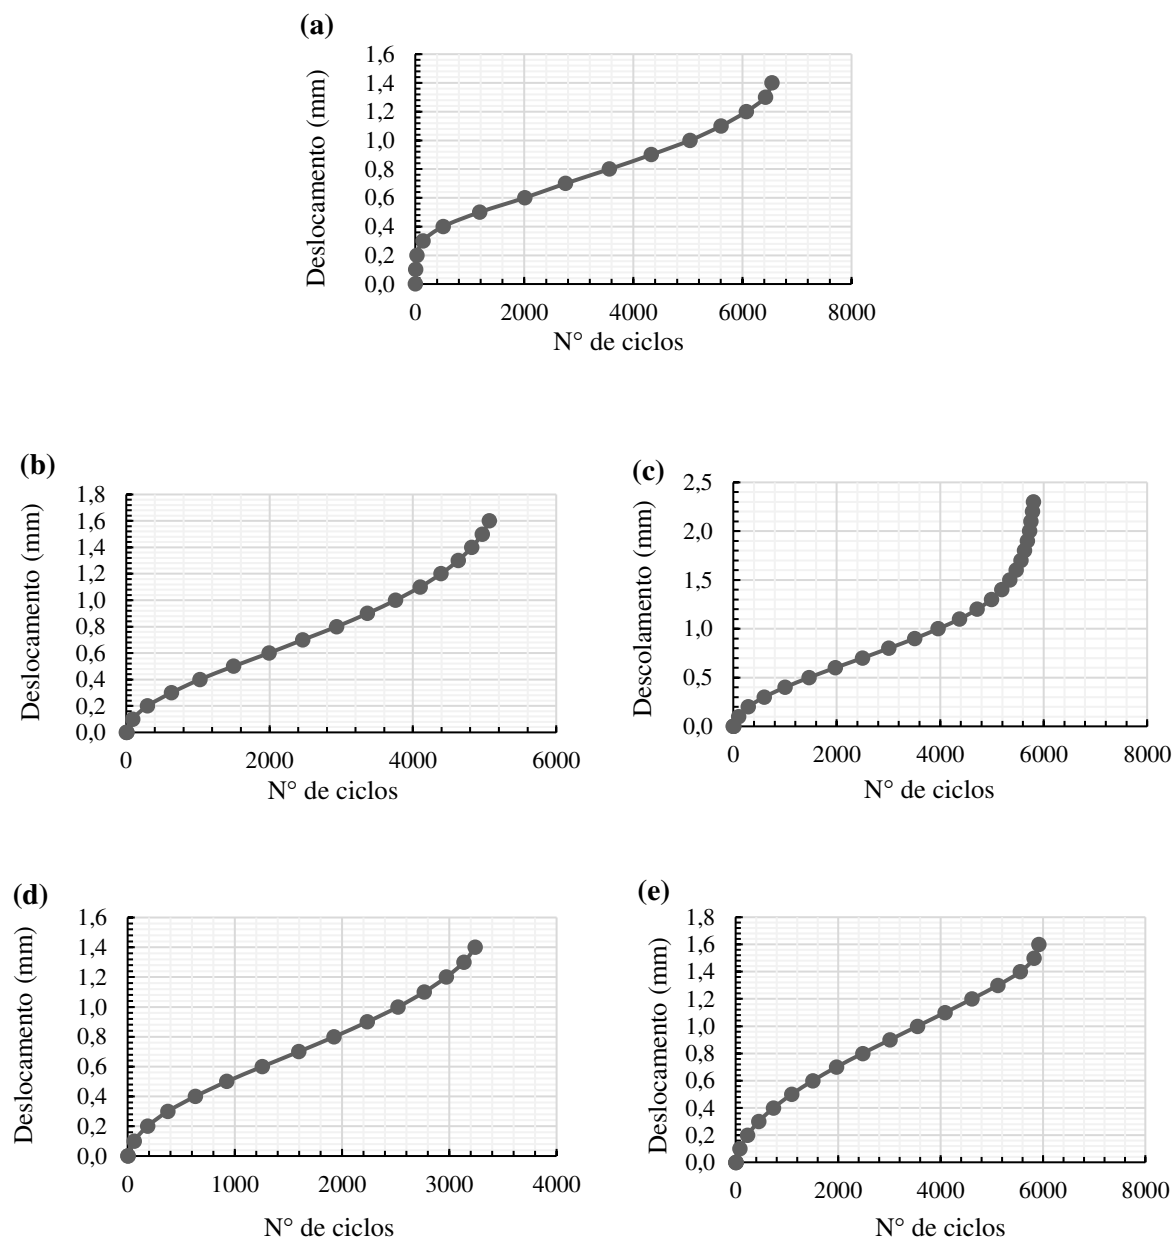 (a)
Deslocamento (mm)
1,6
1,4
1,2
1,0
0,8
0,6
0,4
0,2
0,0
0 2000 4000 6000 8000
N° de ciclos
(b)
Deslocamento (mm)
1,8
1,6
1,4
1,2
1,0
0,8
0,6
0,4
0,2
0,0
0 2000 4000 6000
N° de ciclos
(c)
Descolamento (mm)
2,5
2,0
1,5
1,0
0,5
0,0
0 2000 4000 6000 8000
N° de ciclos
(d)
Deslocamento (mm)
1,6
1,4
1,2
1,0
0,8
0,6
0,4
0,2
0,0
0 1000 2000 3000 4000
N° de ciclos
(e)
Deslocamento (mm)
1,8
1,6
1,4
1,2
1,0
0,8
0,6
0,4
0,2
0,0
0 2000 4000 6000 8000
N° de ciclos